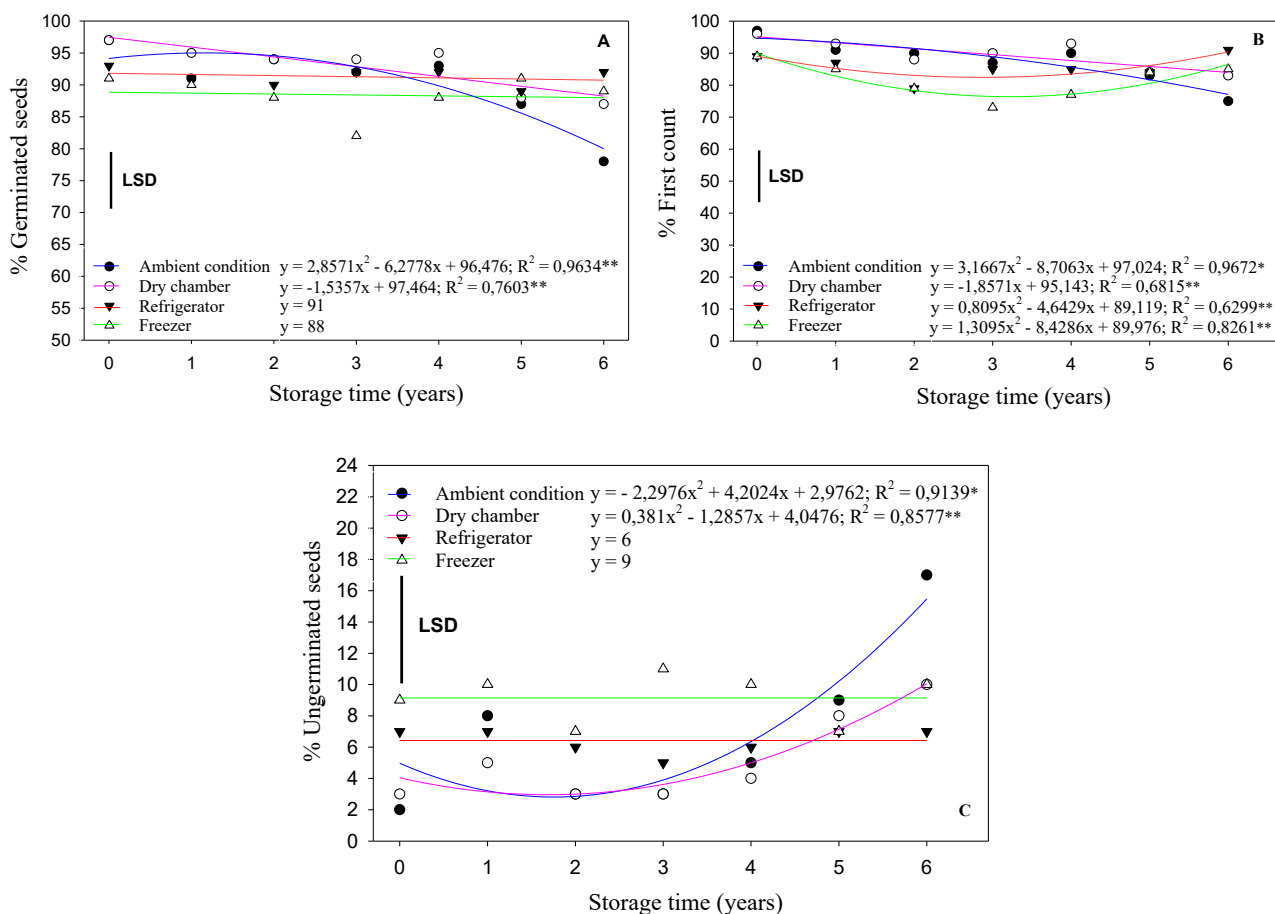 A
% Germinated seeds
100
95
90
85
80
75
70
65
60
55
50
LSD
Ambient condition y = 2,8571x² - 6,2778x + 96,476; R² = 0,9634**
Dry chamber y = -1,5357x + 97,464; R² = 0,7603**
Refrigerator y = 91
Freezer y = 88
0 1 2 3 4 5 6
Storage time (years)
B
% First count
100
90
80
70
60
50
40
30
20
10
0
LSD
Ambient condition y = 3,1667x² - 8,7063x + 97,024; R² = 0,9672*
Dry chamber y = -1,8571x + 95,143; R² = 0,6815**
Refrigerator y = 0,8095x² - 4,6429x + 89,119; R² = 0,6299**
Freezer y = 1,3095x² - 8,4286x + 89,976; R² = 0,8261**
0 1 2 3 4 5 6
Storage time (years)
% Ungerminated seeds
24
22
20
18
16
14
12
10
8
6
4
2
0
Ambient condition y = - 2,2976x² + 4,2024x + 2,9762; R² = 0,9139*
Dry chamber y = 0,381x² - 1,2857x + 4,0476; R² = 0,8577**
Refrigerator y = 6
Freezer y = 9
LSD
C
0 1 2 3 4 5 6
Storage time (years)